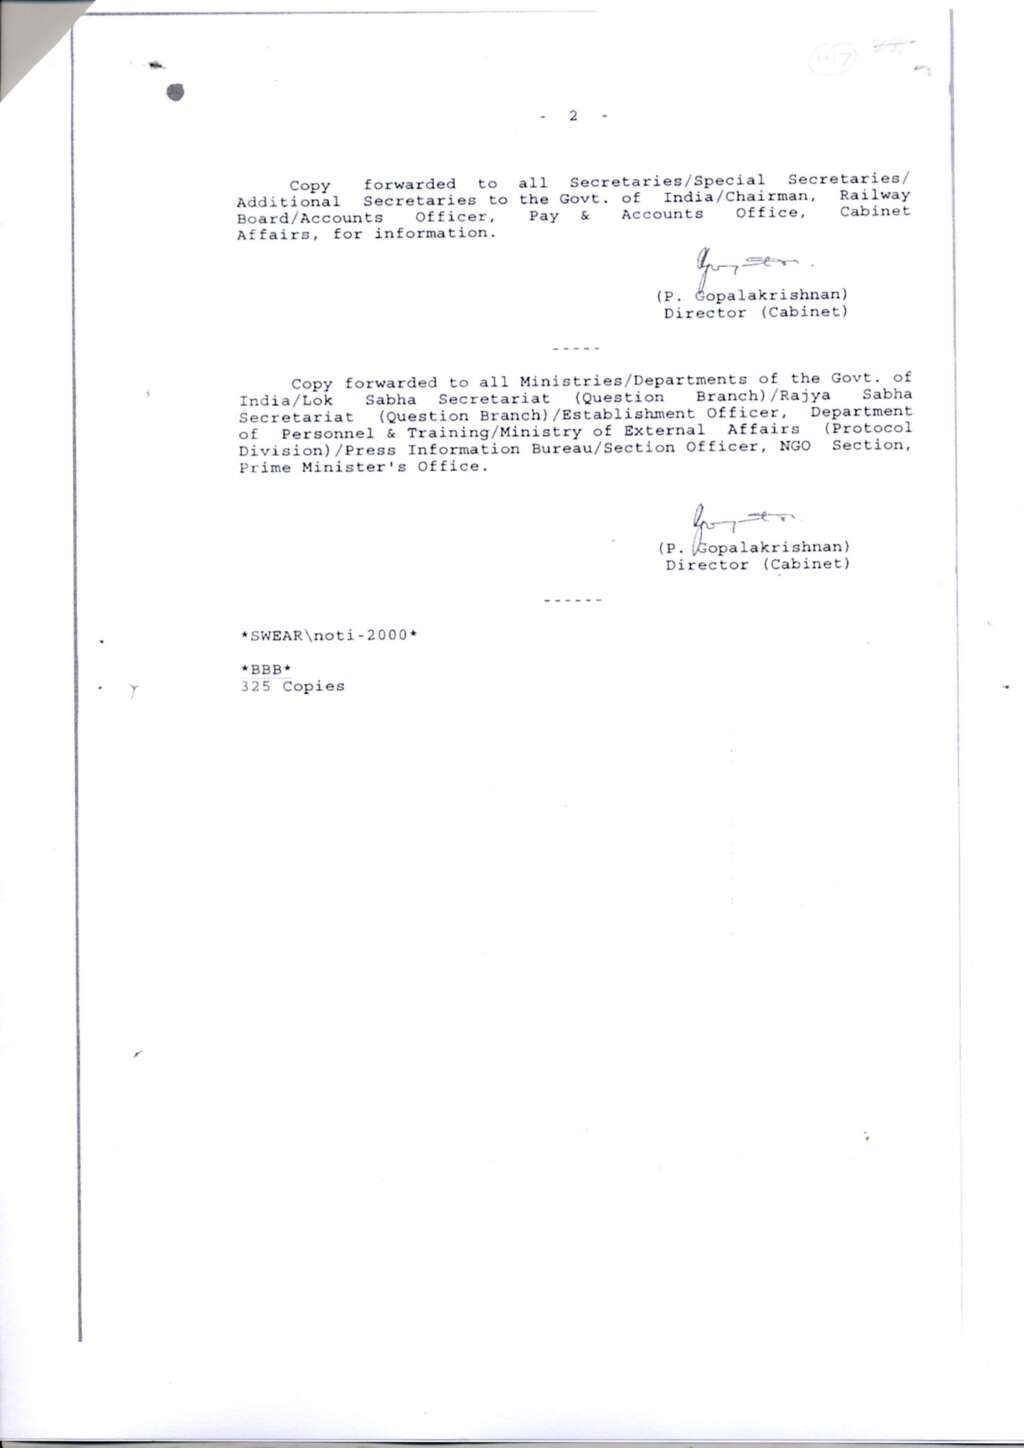 - 2 -
Copy forwarded to all Secretaries/Special Secretaries/
Additional Secretaries to the Govt. of India/Chairman, Railway
Board/Accounts Officer, Pay & Accounts Office, Cabinet
Affairs, for information.
(P. Gopalakrishnan)
Director (Cabinet)
-----
Copy forwarded to all Ministries/Departments of the Govt. of
India/Lok Sabha Secretariat (Question Branch)/Rajya Sabha
Secretariat (Question Branch)/Establishment Officer, Department
of Personnel & Training/Ministry of External Affairs (Protocol
Division)/Press Information Bureau/Section Officer, NGO Section,
Prime Minister's Office.
(P. Gopalakrishnan)
Director (Cabinet)
------
*SWEAR\noti-2000*
*BBB*
325 Copies